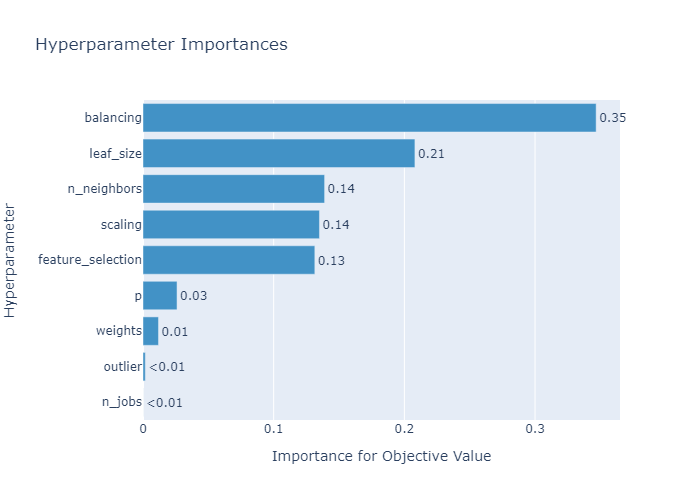 Hyperparameter Importances
Hyperparameter
balancing 0.35
leaf_size 0.21
n_neighbors 0.14
scaling 0.14
feature_selection 0.13
p 0.03
weights 0.01
outlier <0.01
n_jobs <0.01
0 0.1 0.2 0.3
Importance for Objective Value